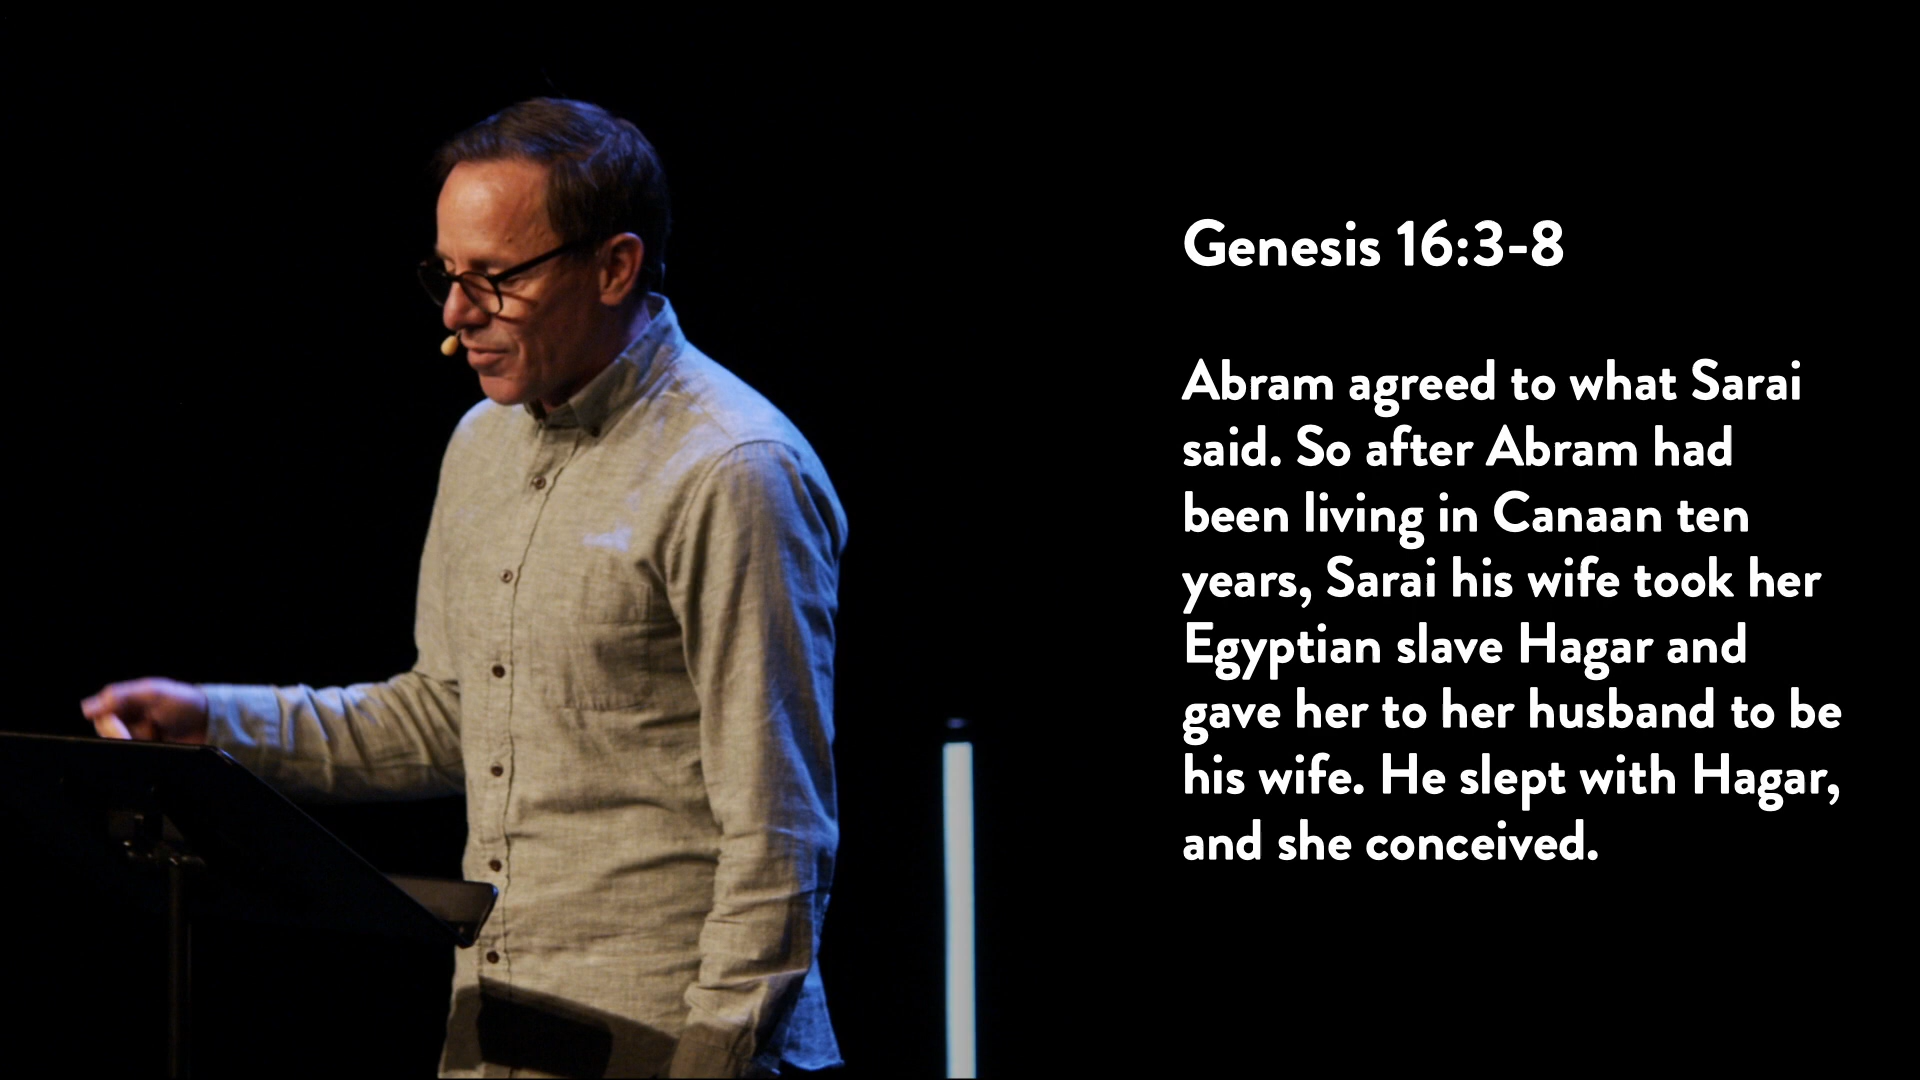 Genesis 16:3-8
Abram agreed to what Sarai
said. So after Abram had
been living in Canaan ten
years, Sarai his wife took her
Egyptian slave Hagar and
gave her to her husband to be
his wife. He slept with Hagar,
and she conceived.